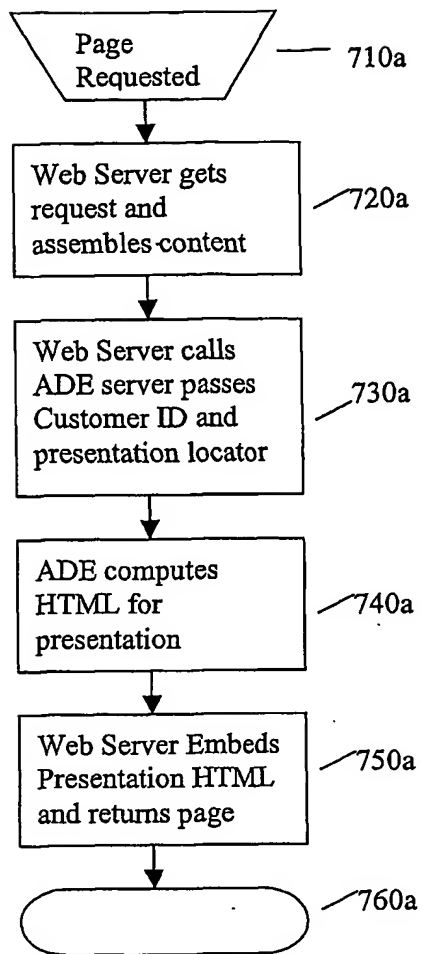 Page
Requested
710a
Web Server gets
request and
assembles content
720a
Web Server calls
ADE server passes
Customer ID and
presentation locator
730a
ADE computes
HTML for
presentation
740a
Web Server Embeds
Presentation HTML
and returns page
750a
760a